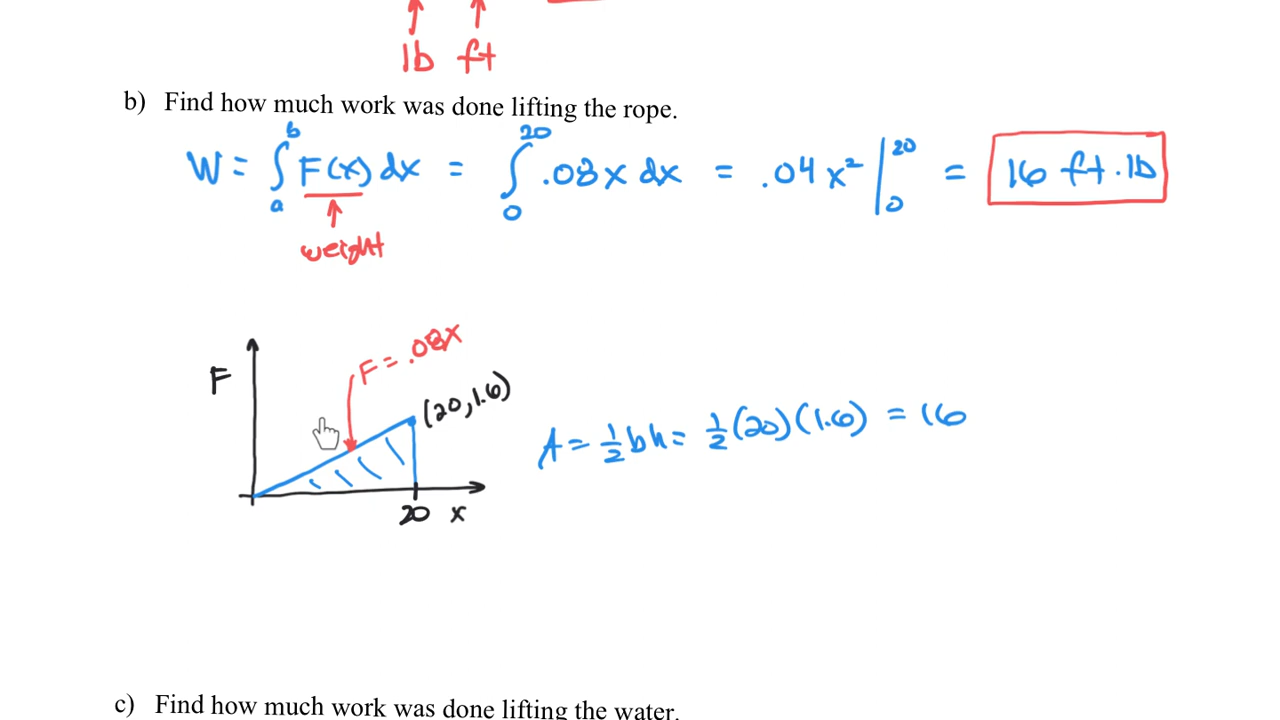 lb ft
b) Find how much work was done lifting the rope.
W = ∫ₐᵇ F(x) dx = ∫₀²⁰ .08x dx = .04x² |₀²⁰ = 16 ft·lb
weight
F = .08x
F
(20,1.6)
A = ½bh = ½(20)(1.6) = 16
20 x
c) Find how much work was done lifting the water.